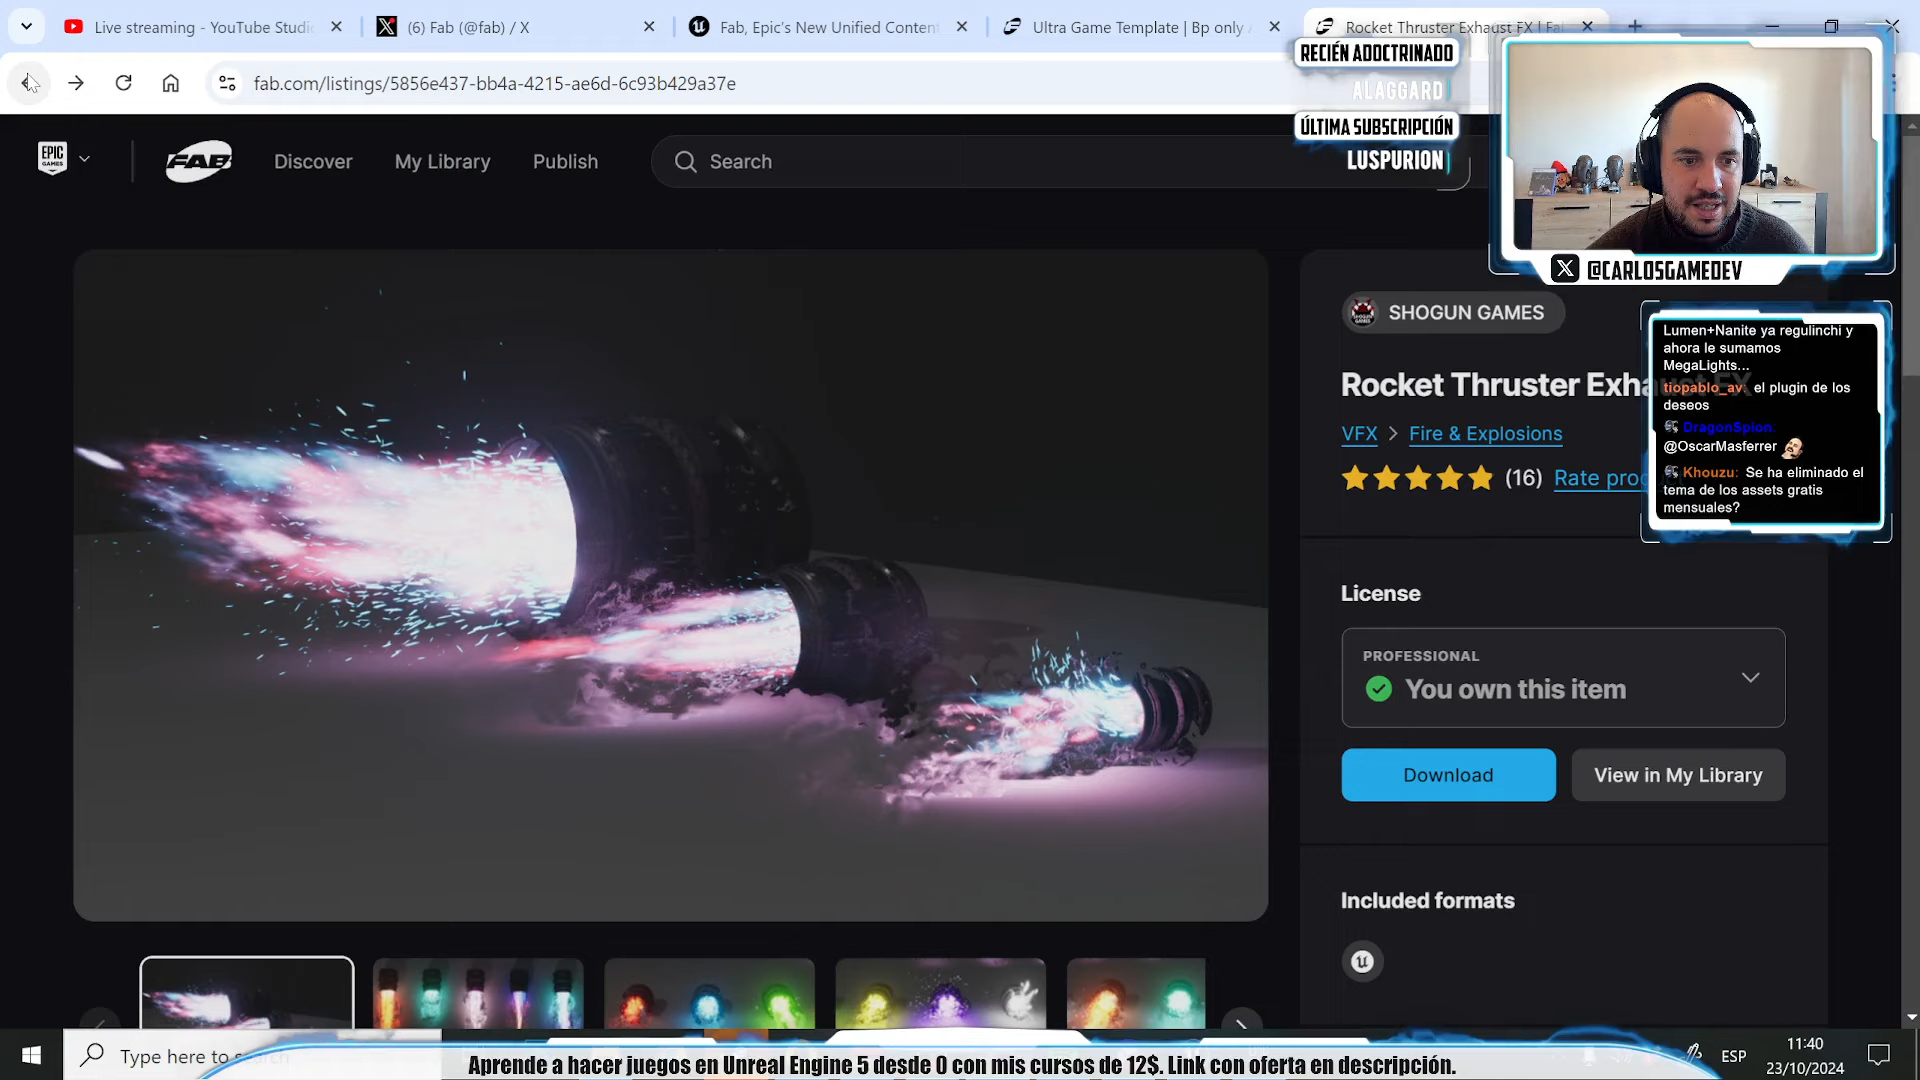 Live streaming - YouTube Studi
(6) Fab (@fab) / X
Fab, Epic's New Unified Conten
Ultra Game Template | Bp only
Rocket Thruster Exhaust FX | Fa
fab.com/listings/5856e437-bb4a-4215-ae6d-6c93b429a37e
RECIÉN ADOCTRINADO
ALAGGARD
ÚLTIMA SUBSCRIPCIÓN
LUSPURION
EPIC
GAMES
FAB
Discover
My Library
Publish
Search
X @CARLOSGAMEDEV
SHOGUN GAMES
Rocket Thruster Exhaust FX
VFX > Fire & Explosions
(16) Rate pro
Lumen+Nanite ya regulinchi y
ahora le sumamos
MegaLights...
tiopablo_av: el plugin de los
deseos
DragonSpion:
@OscarMasferrer
Khouzu: Se ha eliminado el
tema de los assets gratis
mensuales?
License
PROFESSIONAL
You own this item
Download
View in My Library
Included formats
Type here to search
Aprende a hacer juegos en Unreal Engine 5 desde 0 con mis cursos de 12$. Link con oferta en descripción.
ESP
11:40
23/10/2024